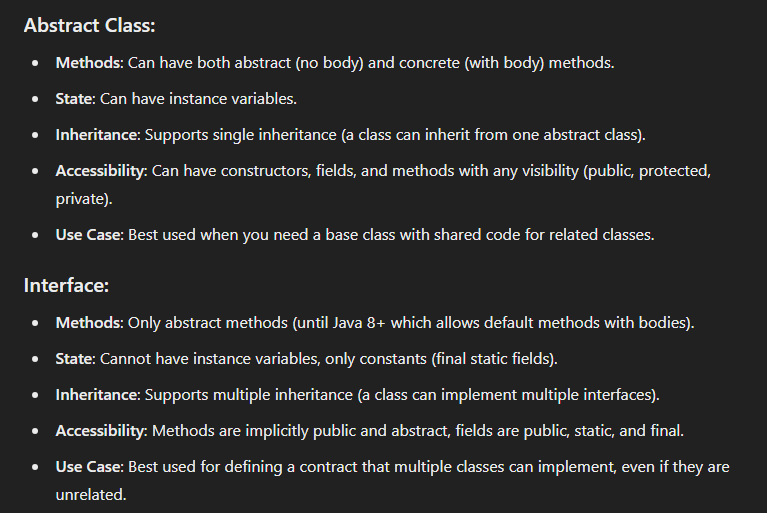 Abstract Class:
• Methods: Can have both abstract (no body) and concrete (with body) methods.
• State: Can have instance variables.
• Inheritance: Supports single inheritance (a class can inherit from one abstract class).
• Accessibility: Can have constructors, fields, and methods with any visibility (public, protected,
private).
• Use Case: Best used when you need a base class with shared code for related classes.
Interface:
• Methods: Only abstract methods (until Java 8+ which allows default methods with bodies).
• State: Cannot have instance variables, only constants (final static fields).
• Inheritance: Supports multiple inheritance (a class can implement multiple interfaces).
• Accessibility: Methods are implicitly public and abstract, fields are public, static, and final.
• Use Case: Best used for defining a contract that multiple classes can implement, even if they are
unrelated.